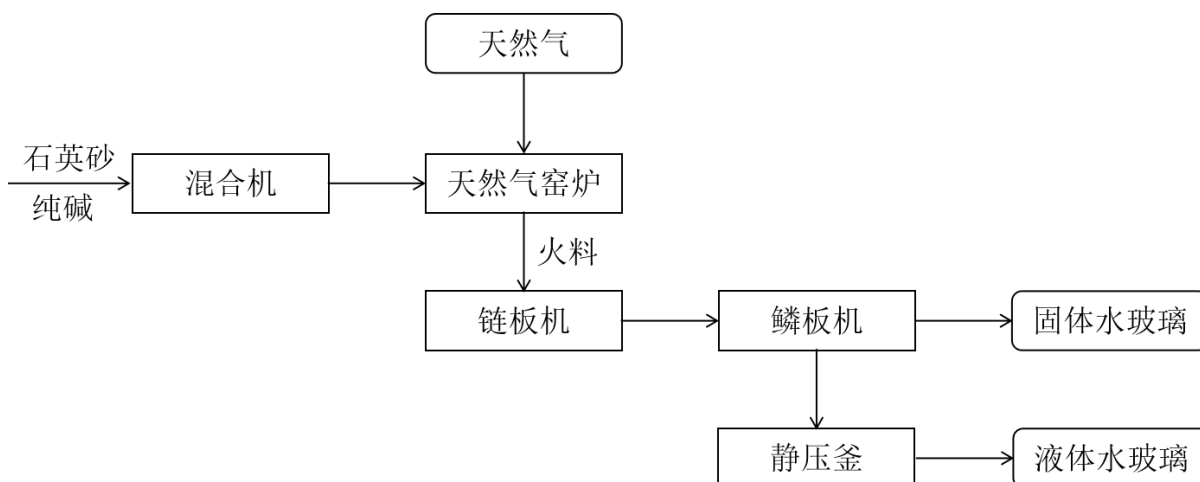 天然气
石英砂
纯碱
混合机
天然气窑炉
火料
链板机
鳞板机
固体水玻璃
静压釜
液体水玻璃